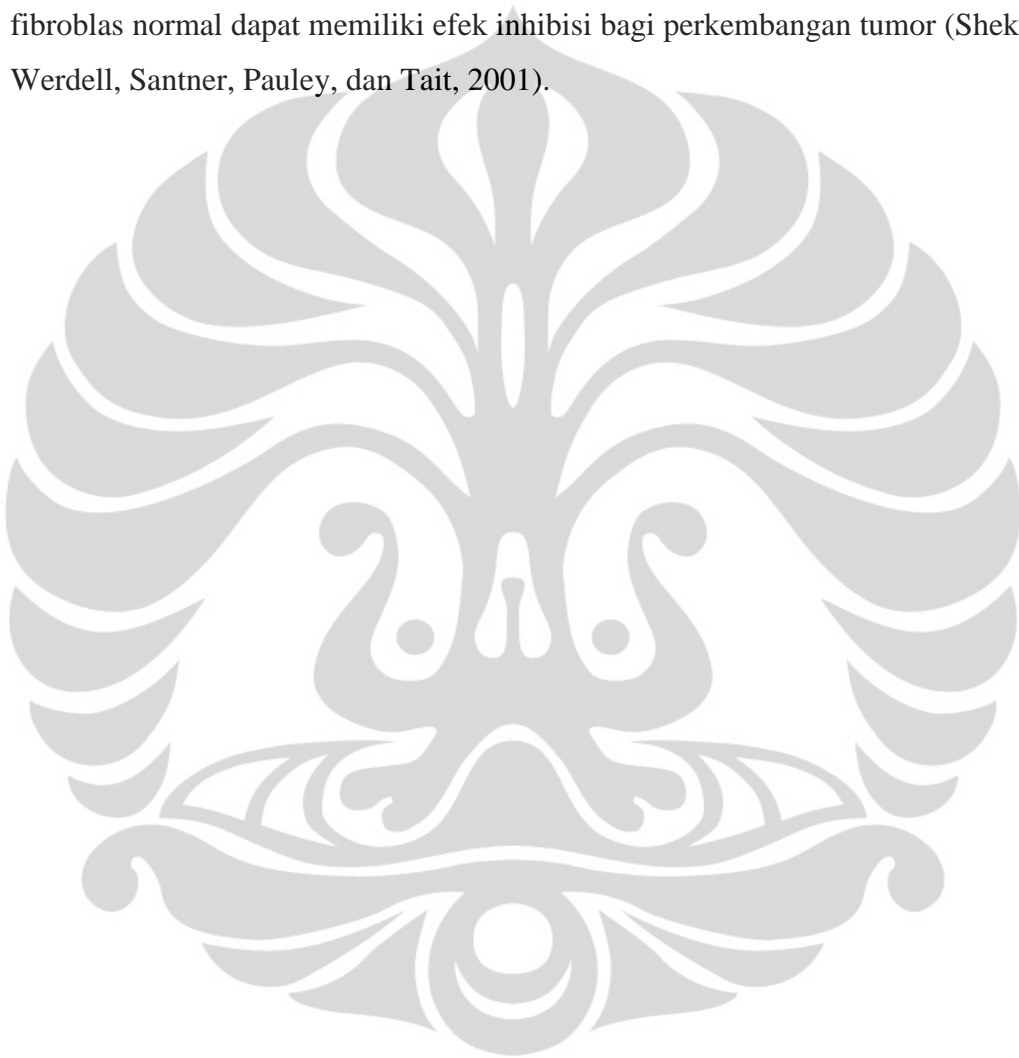 fibroblas normal dapat memiliki efek inhibisi bagi perkembangan tumor (Shek
Werdell, Santner, Pauley, dan Tait, 2001).